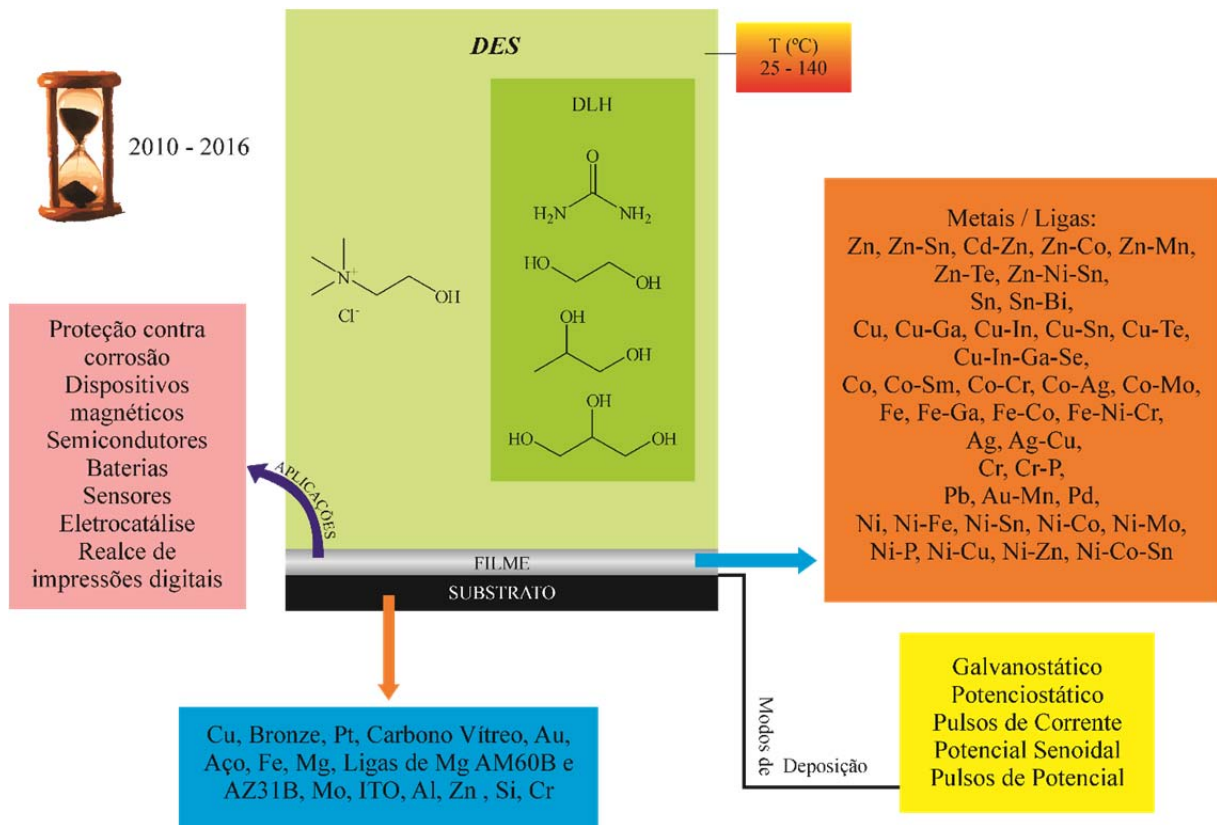 DES
T (ºC)
25 - 140
DLH
2010 - 2016
O
H₂N
NH₂
HO
OH
N⁺
OH
Cl⁻
OH
OH
OH
HO
OH
Proteção contra
corrosão
Dispositivos
magnéticos
Semicondutores
Baterias
Sensores
Eletrocatálise
Realce de
impressões digitais
APLICAÇÕES
Metais / Ligas:
Zn, Zn-Sn, Cd-Zn, Zn-Co, Zn-Mn,
Zn-Te, Zn-Ni-Sn,
Sn, Sn-Bi,
Cu, Cu-Ga, Cu-In, Cu-Sn, Cu-Te,
Cu-In-Ga-Se,
Co, Co-Sm, Co-Cr, Co-Ag, Co-Mo,
Fe, Fe-Ga, Fe-Co, Fe-Ni-Cr,
Ag, Ag-Cu,
Cr, Cr-P,
Pb, Au-Mn, Pd,
Ni, Ni-Fe, Ni-Sn, Ni-Co, Ni-Mo,
Ni-P, Ni-Cu, Ni-Zn, Ni-Co-Sn
FILME
SUBSTRATO
Cu, Bronze, Pt, Carbono Vítreo, Au,
Aço, Fe, Mg, Ligas de Mg AM60B e
AZ31B, Mo, ITO, Al, Zn , Si, Cr
Modos de
Deposição
Galvanostático
Potenciostático
Pulsos de Corrente
Potencial Senoidal
Pulsos de Potencial